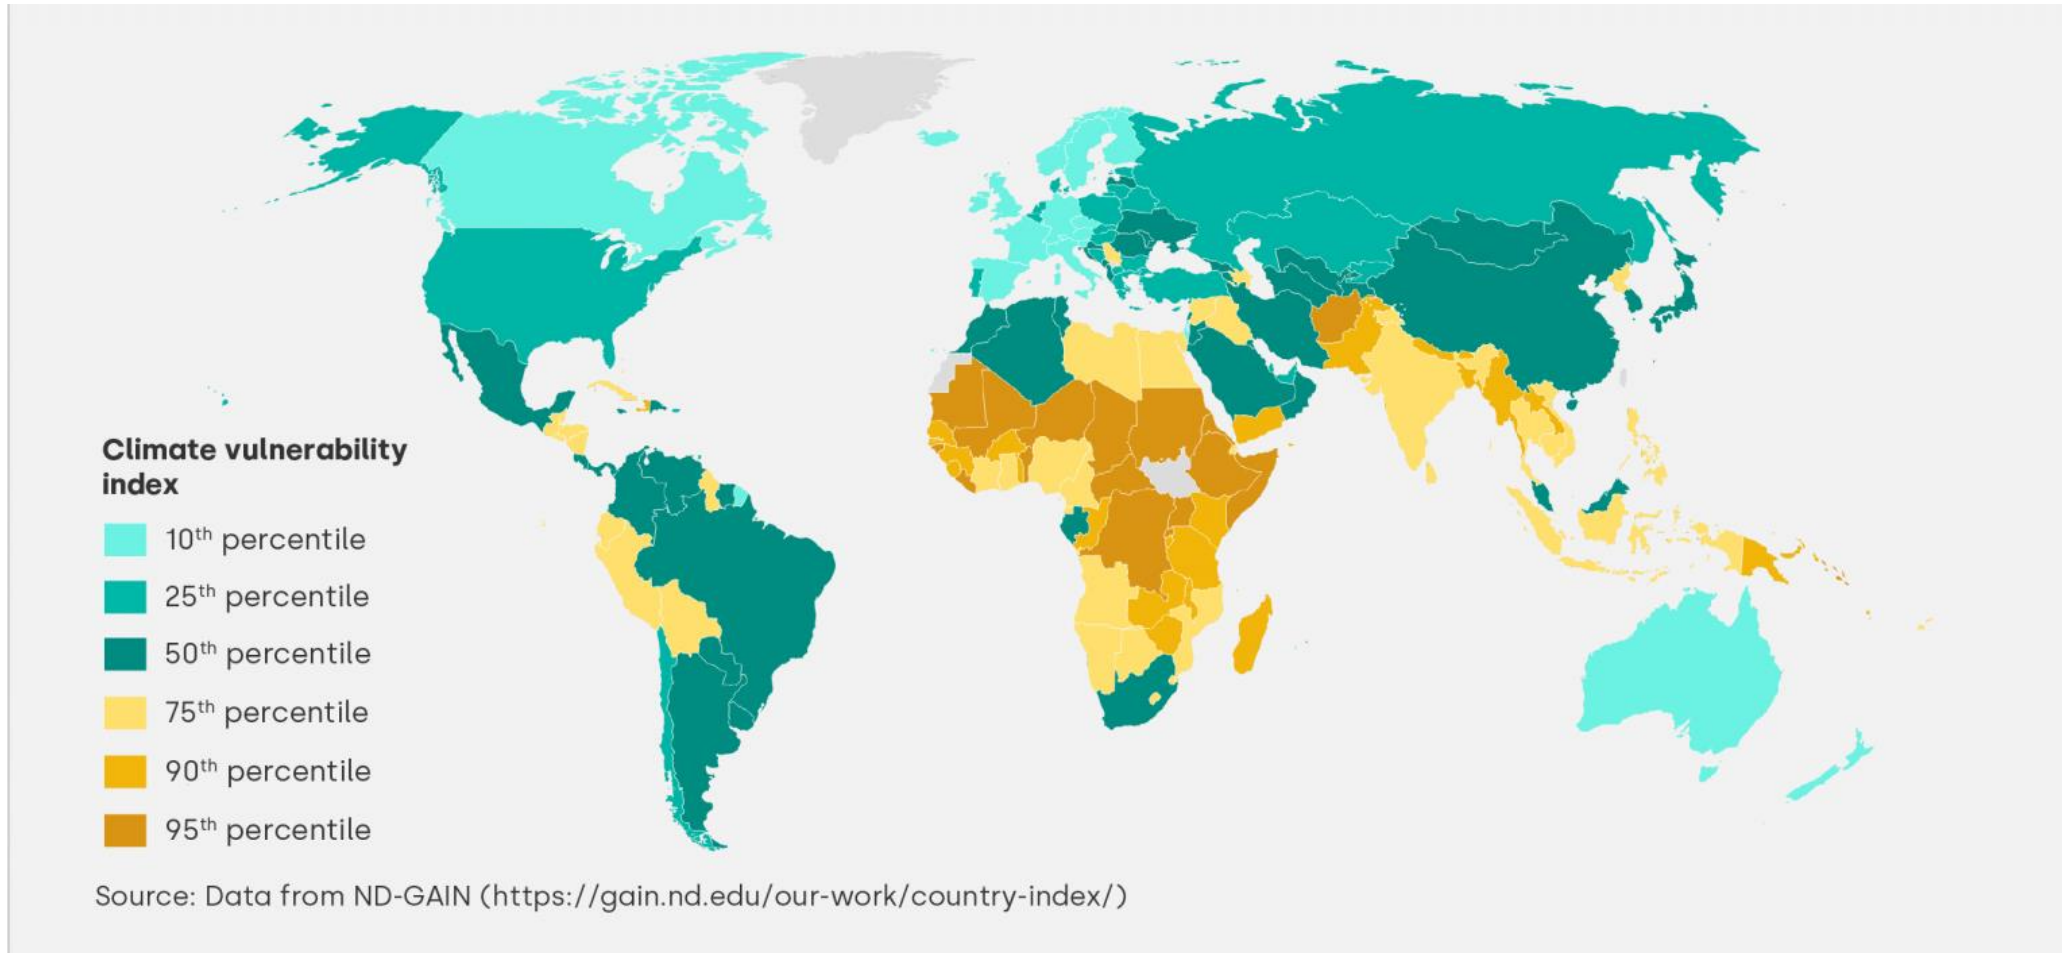 Climate vulnerability
index
10th percentile
25th percentile
50th percentile
75th percentile
90th percentile
95th percentile
Source: Data from ND-GAIN (https://gain.nd.edu/our-work/country-index/)